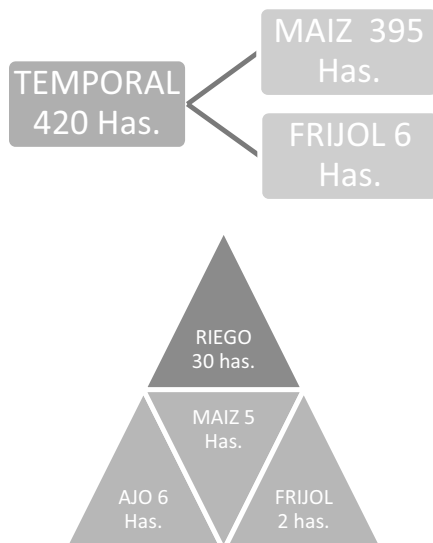 TEMPORAL
420 Has.
MAIZ 395
Has.
FRIJOL 6
Has.
RIEGO
30 has.
MAIZ 5
Has.
AJO 6
Has.
FRIJOL
2 has.